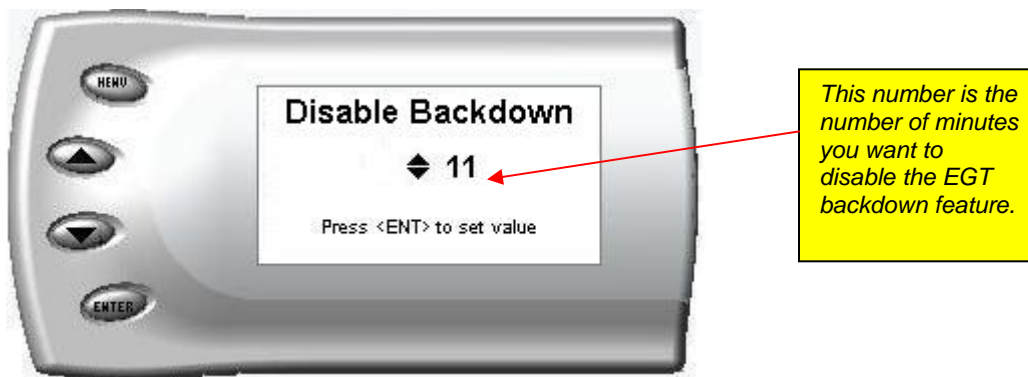 MENU
Disable Backdown
11
Press <ENT> to set value
ENTER
This number is the
number of minutes
you want to
disable the EGT
backdown feature.